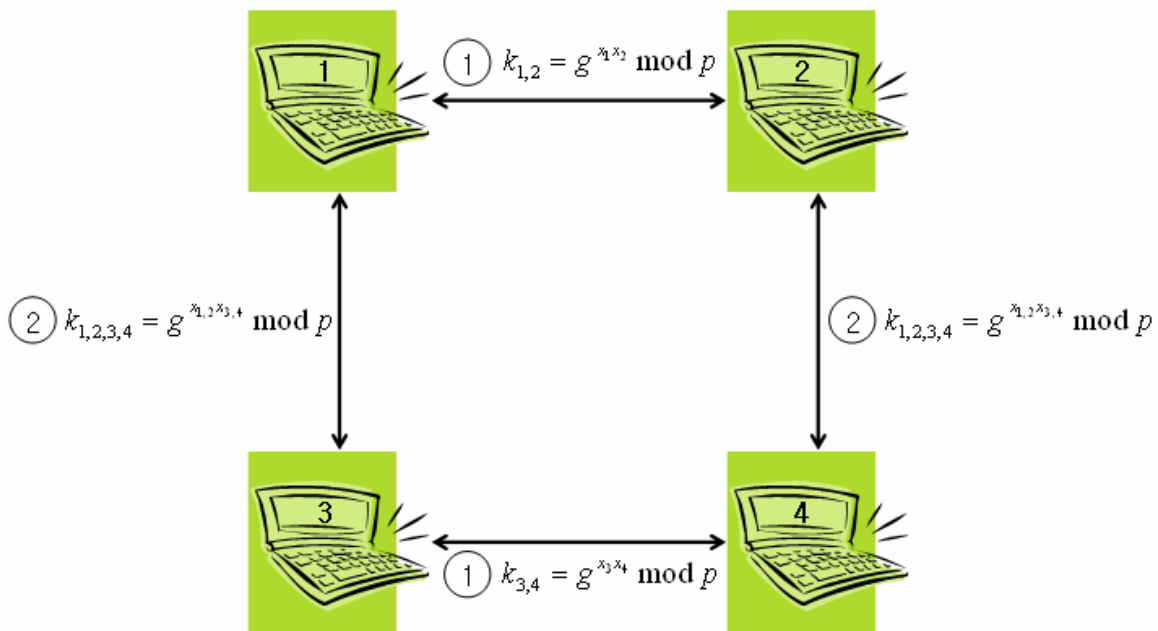 1
① k₁,₂ = g^{x₁x₂} mod p
2
② k₁,₂,₃,₄ = g^{x₁,₂x₃,₄} mod p
② k₁,₂,₃,₄ = g^{x₁,₂x₃,₄} mod p
3
① k₃,₄ = g^{x₃x₄} mod p
4